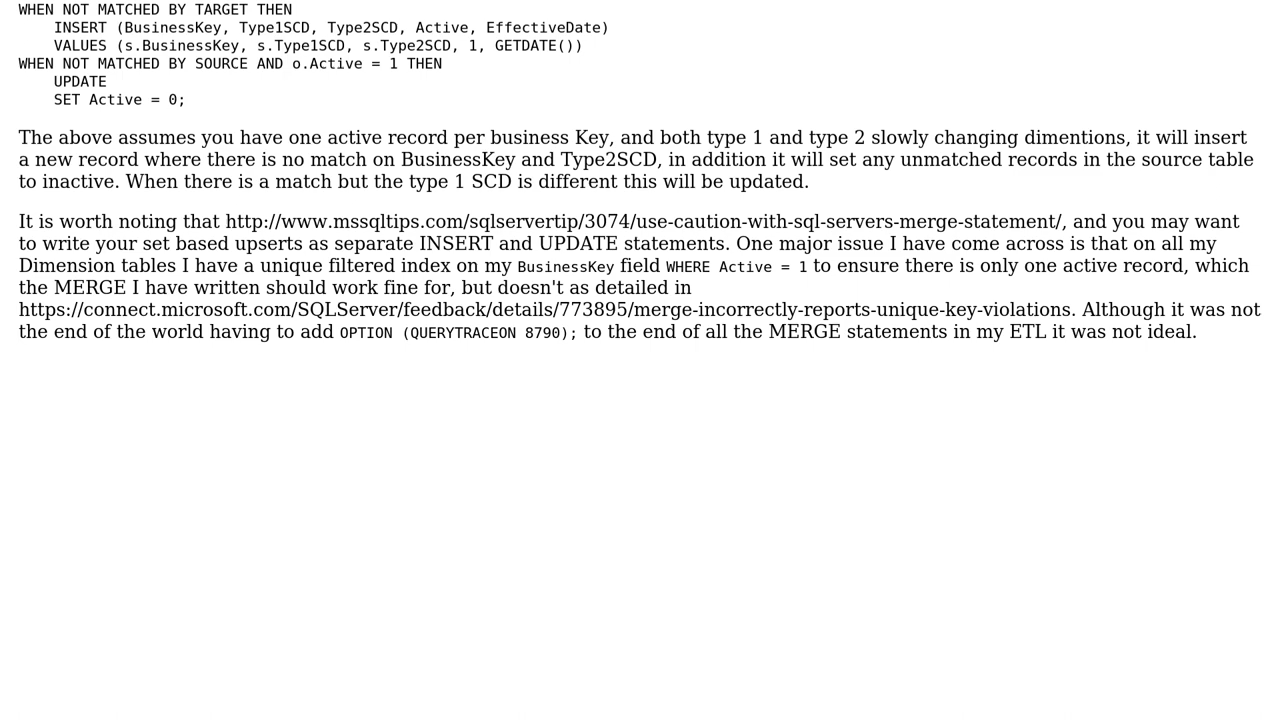 WHEN NOT MATCHED BY TARGET THEN
    INSERT (BusinessKey, Type1SCD, Type2SCD, Active, EffectiveDate)
    VALUES (s.BusinessKey, s.Type1SCD, s.Type2SCD, 1, GETDATE())
WHEN NOT MATCHED BY SOURCE AND o.Active = 1 THEN
    UPDATE
    SET Active = 0;
The above assumes you have one active record per business Key, and both type 1 and type 2 slowly changing dimentions, it will insert
a new record where there is no match on BusinessKey and Type2SCD, in addition it will set any unmatched records in the source table
to inactive. When there is a match but the type 1 SCD is different this will be updated.
It is worth noting that http://www.mssqltips.com/sqlservertip/3074/use-caution-with-sql-servers-merge-statement/, and you may want
to write your set based upserts as separate INSERT and UPDATE statements. One major issue I have come across is that on all my
Dimension tables I have a unique filtered index on my BusinessKey field WHERE Active = 1 to ensure there is only one active record, which
the MERGE I have written should work fine for, but doesn't as detailed in
https://connect.microsoft.com/SQLServer/feedback/details/773895/merge-incorrectly-reports-unique-key-violations. Although it was not
the end of the world having to add OPTION (QUERYTRACEON 8790); to the end of all the MERGE statements in my ETL it was not ideal.